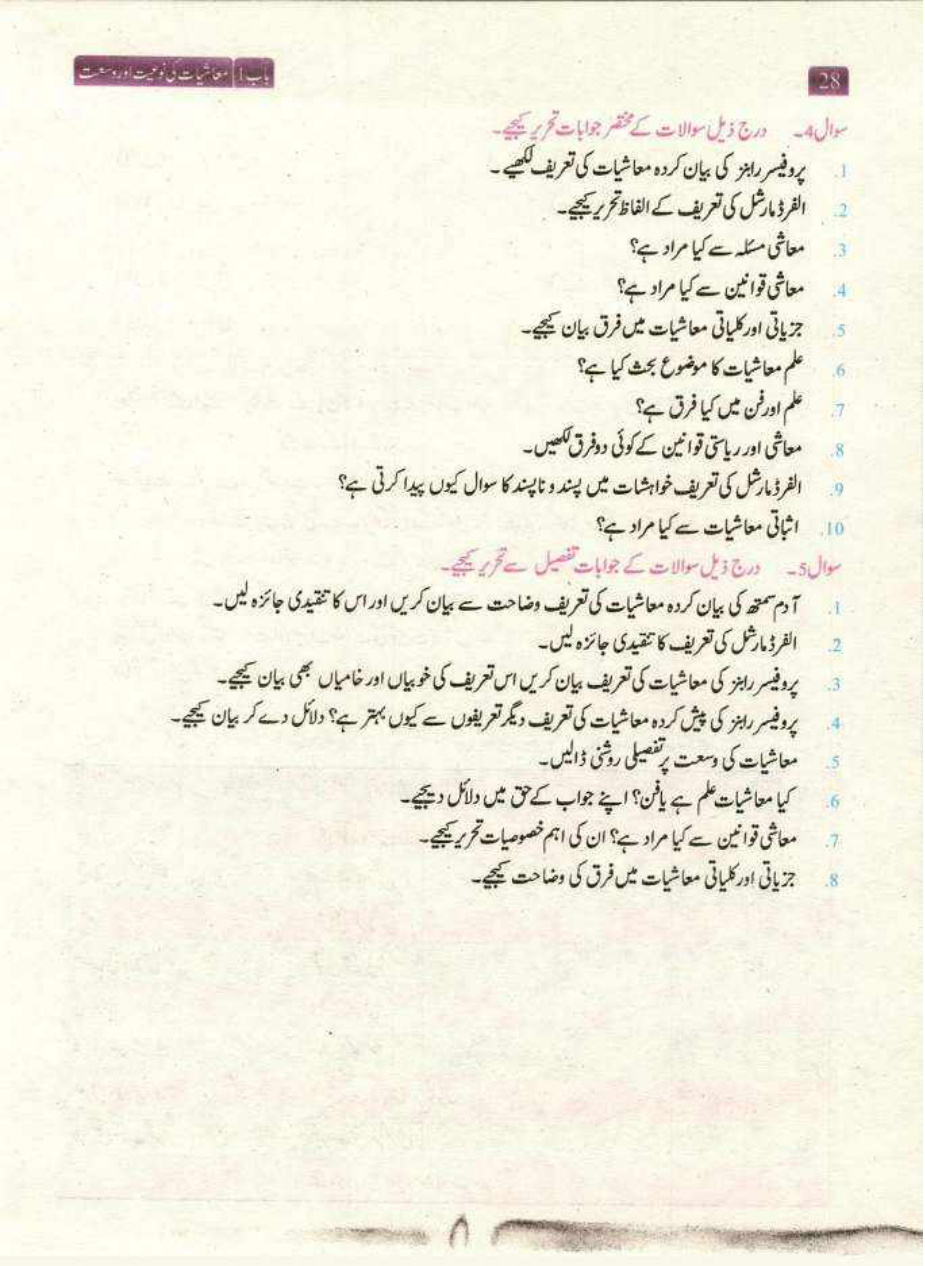 28
باب 1 معاشیات کی نوعیت اور وسعت
سوال 4۔ درج ذیل سوالات کے مختصر جوابات تحریر کیجیے۔
1. پروفیسر رابنز کی بیان کردہ معاشیات کی تعریف لکھیے۔
2. الفرڈ مارشل کی تعریف کے الفاظ تحریر کیجیے۔
3. معاشی مسئلہ سے کیا مراد ہے؟
4. معاشی قوانین سے کیا مراد ہے؟
5. جزیاتی اور کلیاتی معاشیات میں فرق بیان کیجیے۔
6. علم معاشیات کا موضوع بحث کیا ہے؟
7. علم اور فن میں کیا فرق ہے؟
8. معاشی اور ریاستی قوانین کے کوئی دو فرق لکھیں۔
9. الفرڈ مارشل کی تعریف خواہشات میں پسند و ناپسند کا سوال کیوں پیدا کرتی ہے؟
10. اثباتی معاشیات سے کیا مراد ہے؟
سوال 5۔ درج ذیل سوالات کے جوابات تفصیل سے تحریر کیجیے۔
1. آدم سمتھ کی بیان کردہ معاشیات کی تعریف وضاحت سے بیان کریں اور اس کا تنقیدی جائزہ لیں۔
2. الفرڈ مارشل کی تعریف کا تنقیدی جائزہ لیں۔
3. پروفیسر رابنز کی معاشیات کی تعریف بیان کریں اس تعریف کی خوبیاں اور خامیاں بھی بیان کیجیے۔
4. پروفیسر رابنز کی پیش کردہ معاشیات کی تعریف دیگر تعریفوں سے کیوں بہتر ہے؟ دلائل دے کر بیان کیجیے۔
5. معاشیات کی وسعت پر تفصیلی روشنی ڈالیں۔
6. کیا معاشیات علم ہے یا فن؟ اپنے جواب کے حق میں دلائل دیجیے۔
7. معاشی قوانین سے کیا مراد ہے؟ ان کی اہم خصوصیات تحریر کیجیے۔
8. جزیاتی اور کلیاتی معاشیات میں فرق کی وضاحت کیجیے۔